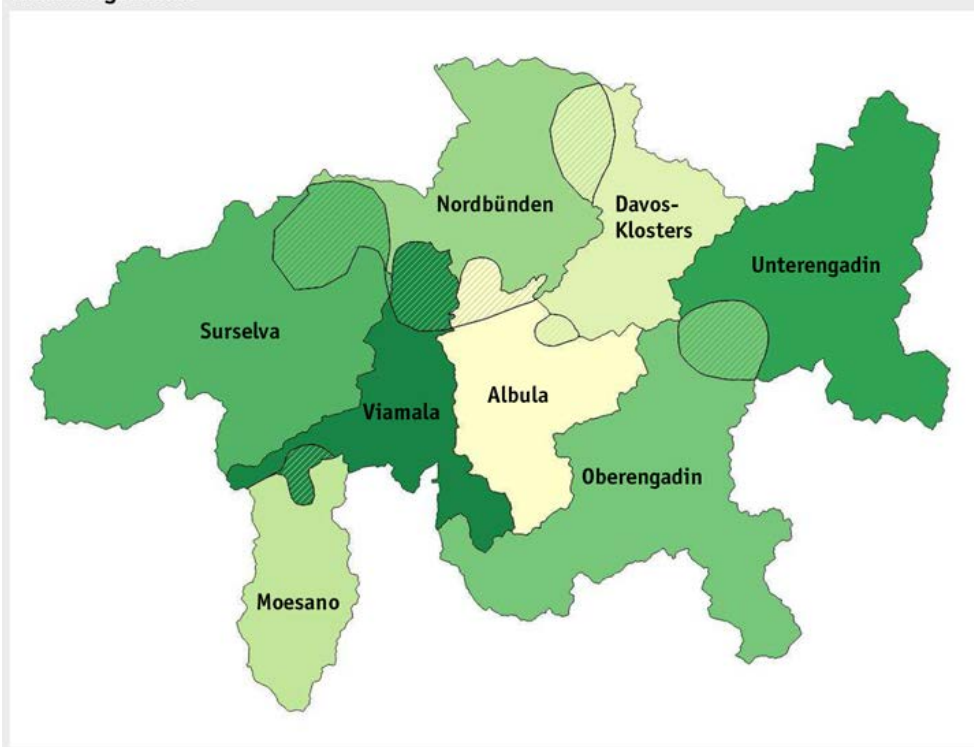 Nordbünden
Davos-
Klosters
Unterengadin
Surselva
Viamala
Albula
Oberengadin
Moesano